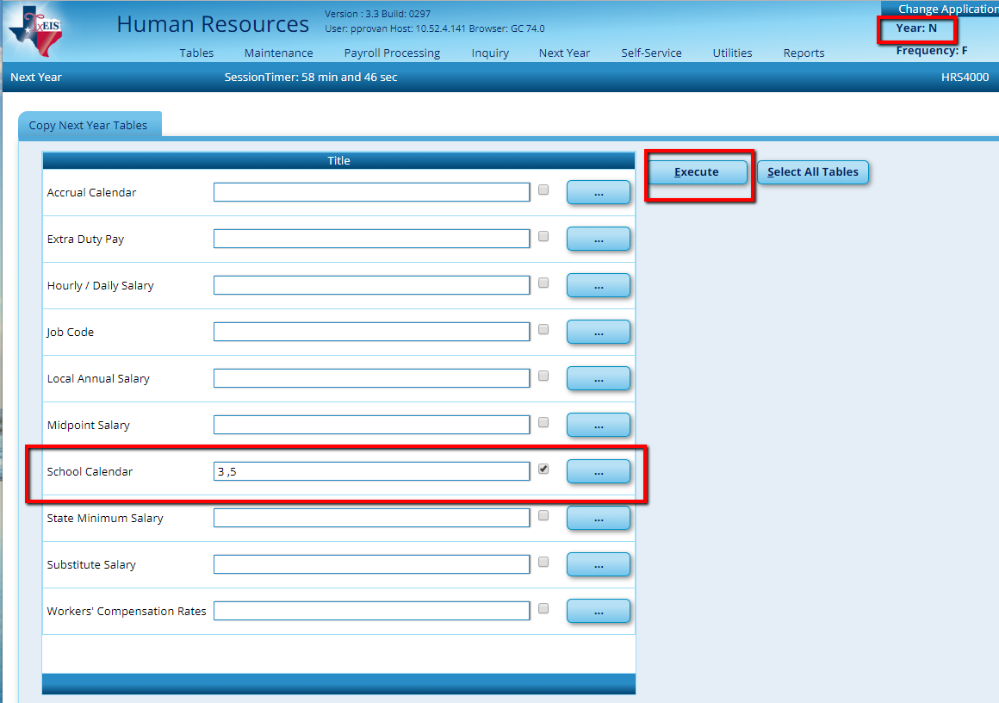 TxEIS
Human Resources
Version : 3.3 Build: 0297
User: pprovan Host: 10.52.4.141 Browser: GC 74.0
Change Application
Year: N
Frequency: F
Tables Maintenance Payroll Processing Inquiry Next Year Self-Service Utilities Reports
Next Year SessionTimer: 58 min and 46 sec HRS4000
Copy Next Year Tables
Title
Execute Select All Tables
Accrual Calendar ...
Extra Duty Pay ...
Hourly / Daily Salary ...
Job Code ...
Local Annual Salary ...
Midpoint Salary ...
School Calendar 3 ,5 ...
State Minimum Salary ...
Substitute Salary ...
Workers' Compensation Rates ...